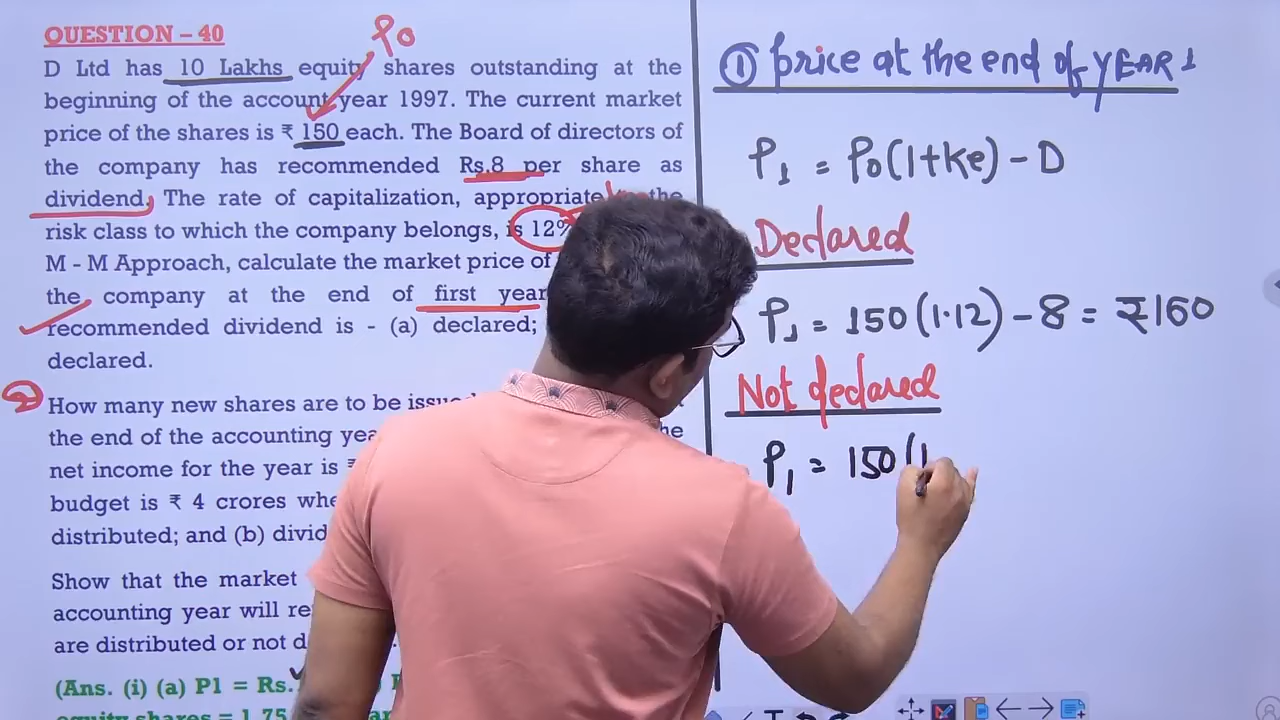 QUESTION – 40
P0
D Ltd has 10 Lakhs equity shares outstanding at the
beginning of the account year 1997. The current market
price of the shares is ₹ 150 each. The Board of directors of
the company has recommended Rs.8 per share as
dividend. The rate of capitalization, appropriate the
risk class to which the company belongs, is 12%
M - M Approach, calculate the market price of
the company at the end of first year
recommended dividend is - (a) declared;
declared.
2
How many new shares are to be
the end of the accounting
net income for the year is
budget is ₹ 4 crores
distributed; and (b)
Show that the market
accounting year will
are distributed or not
(Ans. (i) (a) P1 = Rs.
equity shares = 1.75
① Price at the end of YEAR 1
P1 = P0(1+Ke) - D
Declared
P1 = 150(1.12) - 8 = ₹160
Not declared
P1 = 150(1